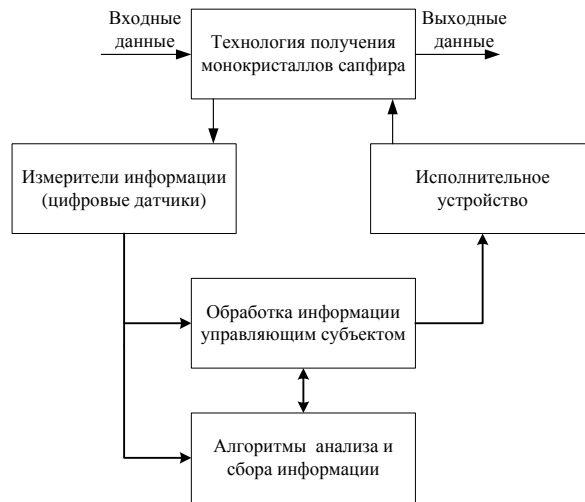 Входные
данные
Технология получения
монокристаллов сапфира
Выходные
данные
Измерители информации
(цифровые датчики)
Исполнительное
устройство
Обработка информации
управляющим субъектом
Алгоритмы анализа и
сбора информации